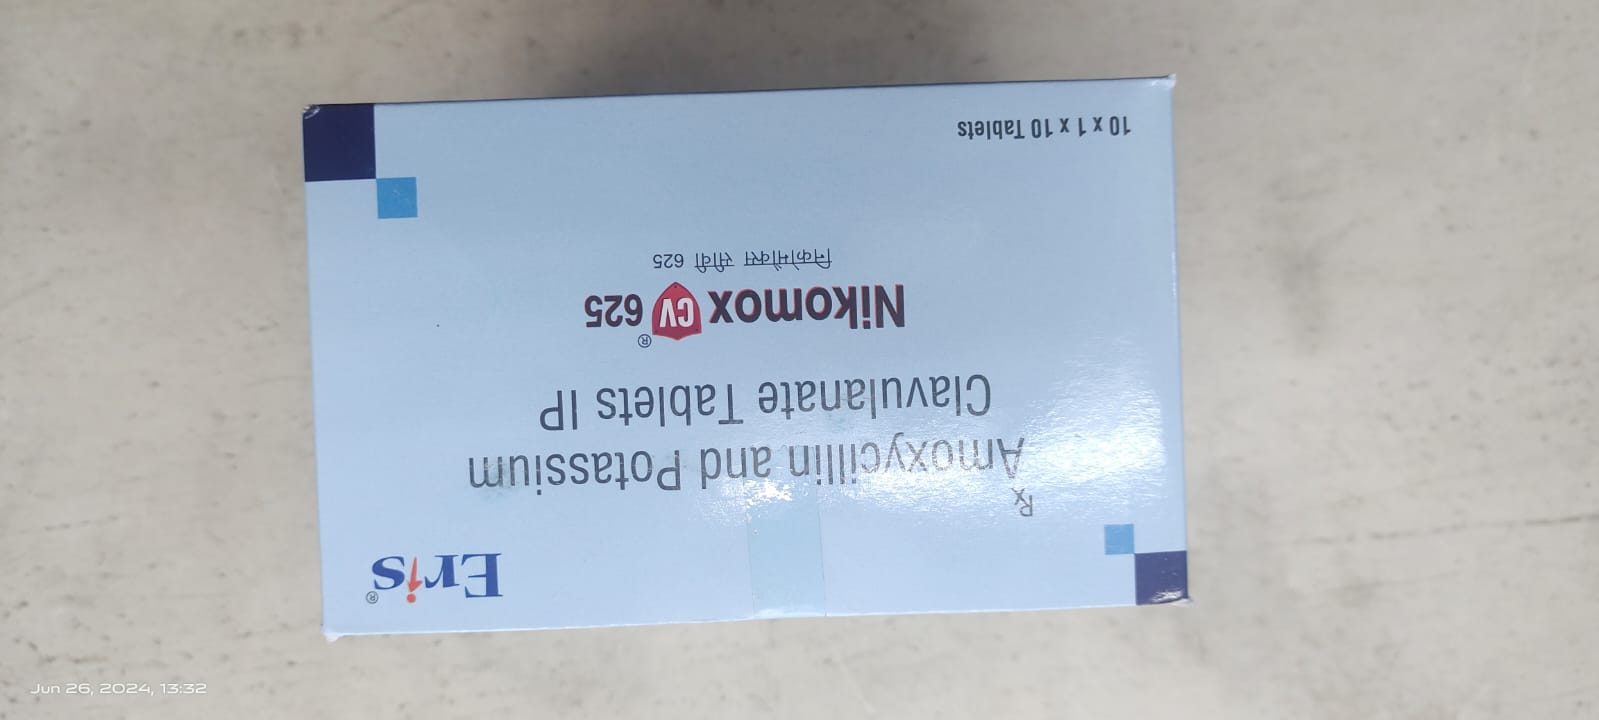 Eris®
Rx
Amoxycillin and Potassium
Clavulanate Tablets IP
Nikomox CV 625®
निकोमॉक्स सीवी 625
10 x 1 x 10 Tablets
Jun 26, 2024, 13:32